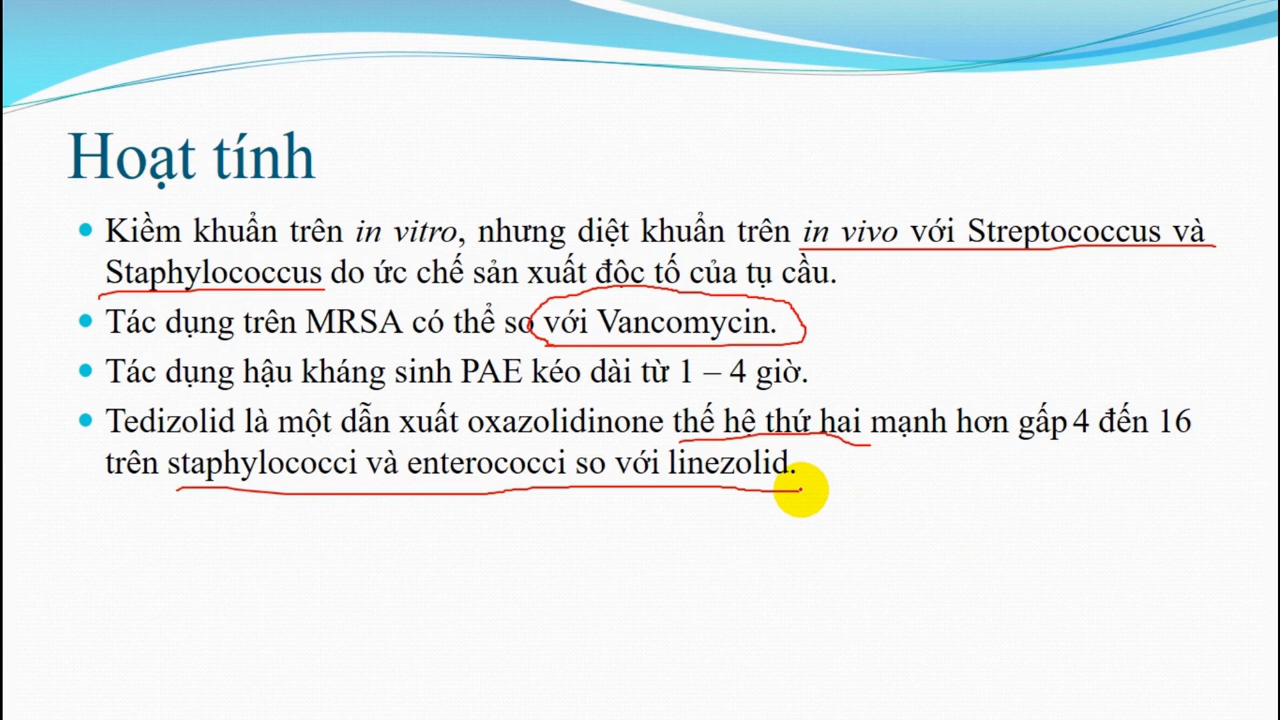 Hoạt tính
Kiềm khuẩn trên in vitro, nhưng diệt khuẩn trên in vivo với Streptococcus và
Staphylococcus do ức chế sản xuất độc tố của tụ cầu.
Tác dụng trên MRSA có thể so với Vancomycin.
Tác dụng hậu kháng sinh PAE kéo dài từ 1 – 4 giờ.
Tedizolid là một dẫn xuất oxazolidinone thế hệ thứ hai mạnh hơn gấp 4 đến 16
trên staphylococci và enterococci so với linezolid.